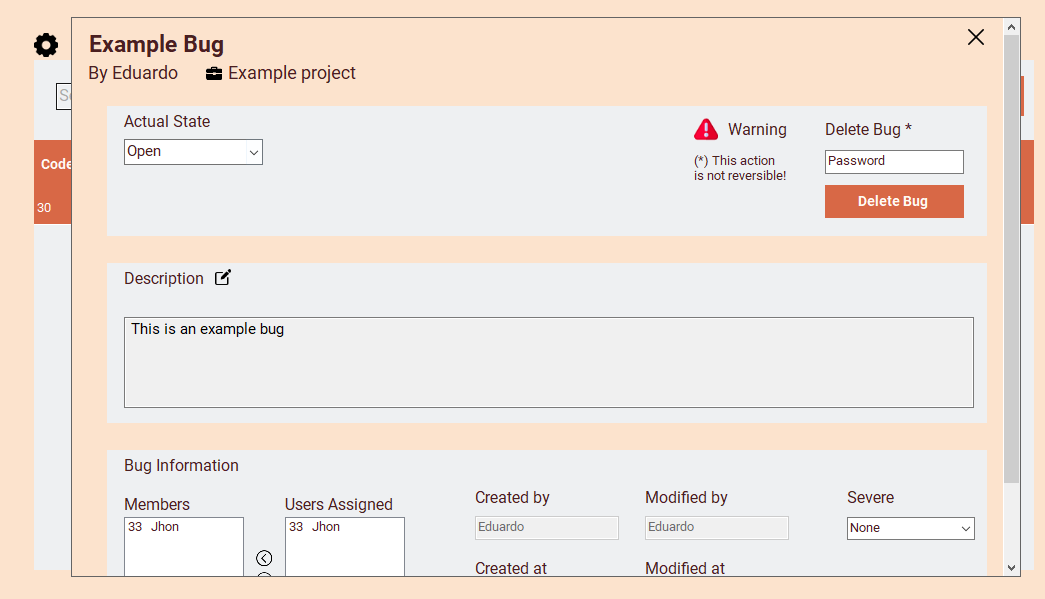 Example Bug
By Eduardo Example project
Actual State
Open
Warning
(*) This action
is not reversible!
Delete Bug *
Password
Delete Bug
Code
30
Description
This is an example bug
Bug Information
Members
33 Jhon
Users Assigned
33 Jhon
Created by
Eduardo
Modified by
Eduardo
Severe
None
Created at
Modified at